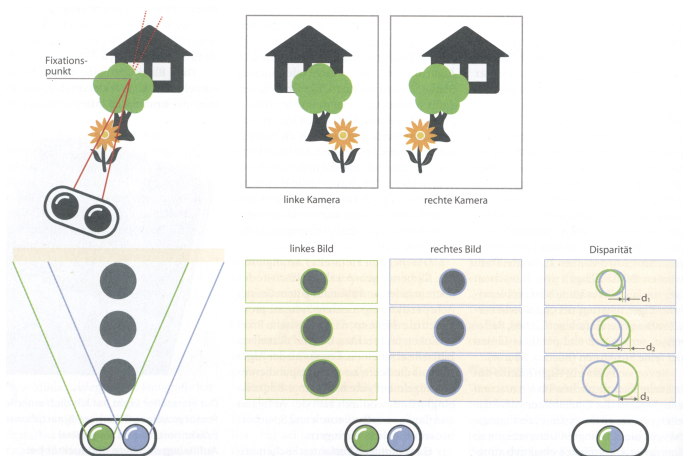 Fixations-
punkt
linke Kamera
rechte Kamera
linkes Bild
rechtes Bild
Disparität
d₁
d₂
d₃